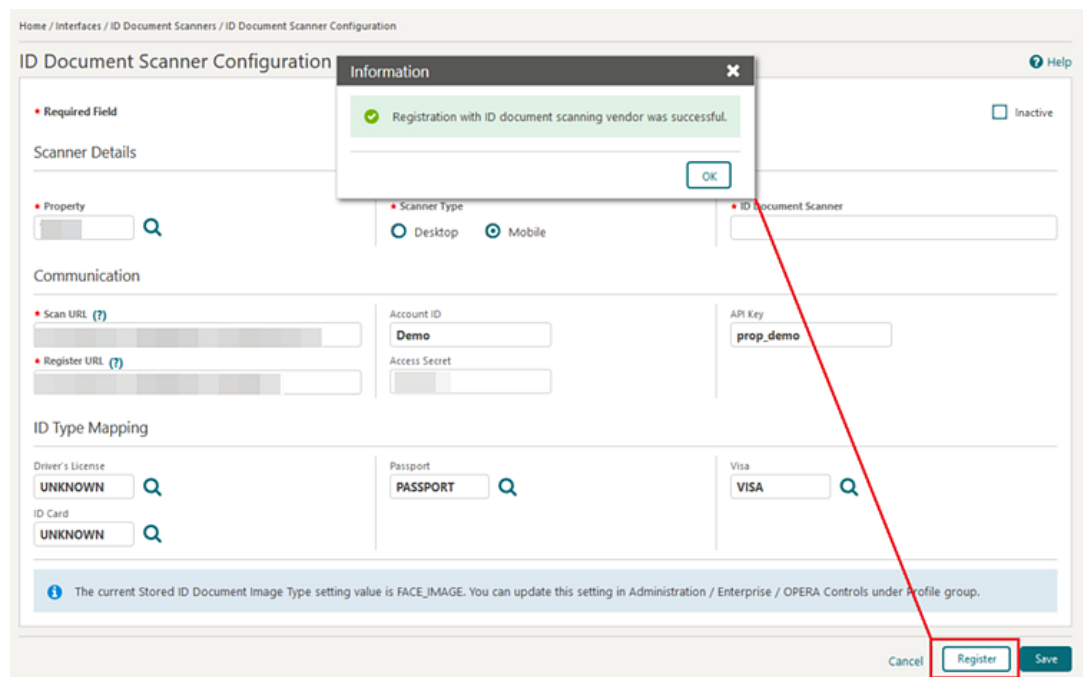 Home / Interfaces / ID Document Scanners / ID Document Scanner Configuration
ID Document Scanner Configuration
Help
Information
Registration with ID document scanning vendor was successful.
OK
* Required Field
Inactive
Scanner Details
* Property
* Scanner Type
* ID Document Scanner
Desktop
Mobile
Communication
* Scan URL (?)
Account ID
API Key
Demo
prop_demo
* Register URL (?)
Access Secret
ID Type Mapping
Driver's License
Passport
Visa
UNKNOWN
PASSPORT
VISA
ID Card
UNKNOWN
The current Stored ID Document Image Type setting value is FACE_IMAGE. You can update this setting in Administration / Enterprise / OPERA Controls under Profile group.
Cancel
Register
Save